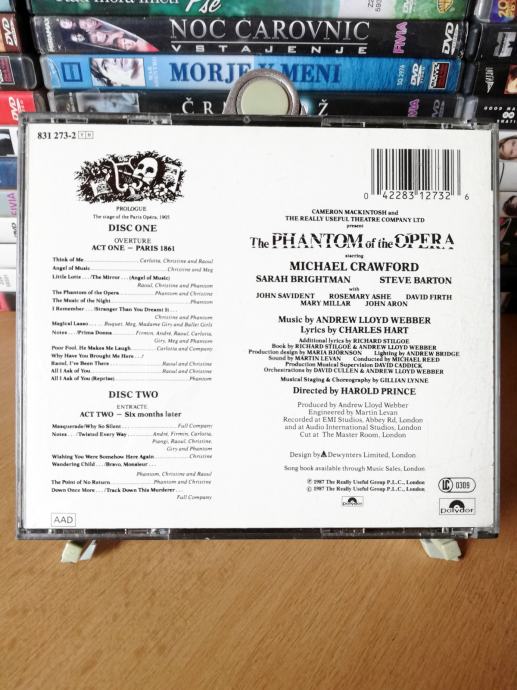 NOČ ČAROVNIC
VSTAJENJE
FIVIA
DVD
MORJE V MENI
DVD
831 273-2 Y H
PROLOGUE
The stage of the Paris Opéra, 1905
DISC ONE
OVERTURE
ACT ONE – PARIS 1861
Think of Me Carlotta, Christine and Raoul
Angel of Music Christine and Meg
Little Lotte . . ./The Mirror . . . (Angel of Music)
Raoul, Christine and Phantom
The Phantom of the Opera Phantom and Christine
The Music of the Night Phantom
I Remember . . ./Stranger Than You Dreamt It . . .
Christine and Phantom
Magical Lasso Buquet, Meg, Madame Giry and Ballet Girls
Notes . . ./Prima Donna Firmin, André, Raoul, Carlotta,
Giry, Meg and Phantom
Poor Fool, He Makes Me Laugh Carlotta and Company
Why Have You Brought Me Here . . ./
Raoul, I've Been There Raoul and Christine
All I Ask of You Raoul and Christine
All I Ask of You (Reprise) Phantom
DISC TWO
ENTRACTE
ACT TWO – Six months later
Masquerade/Why So Silent Full Company
Notes . . ./Twisted Every Way André, Firmin, Carlotta,
Piangi, Raoul, Christine,
Giry and Phantom
Wishing You Were Somehow Here Again Christine
Wandering Child . . ./Bravo, Monsieur . . .
Phantom, Christine and Raoul
The Point of No Return Phantom and Christine
Down Once More . . ./Track Down This Murderer . . .
Full Company
AAD
0 42283 12732 6
CAMERON MACKINTOSH and
THE REALLY USEFUL THEATRE COMPANY LTD
present
The PHANTOM of the OPERA
starring
MICHAEL CRAWFORD
SARAH BRIGHTMAN STEVE BARTON
with
JOHN SAVIDENT ROSEMARY ASHE DAVID FIRTH
MARY MILLAR JOHN ARON
Music by ANDREW LLOYD WEBBER
Lyrics by CHARLES HART
Additional lyrics by RICHARD STILGOE
Book by RICHARD STILGOE & ANDREW LLOYD WEBBER
Production design by MARIA BJÖRNSON Lighting by ANDREW BRIDGE
Sound by MARTIN LEVAN Conducted by MICHAEL REED
Production Musical Supervision DAVID CADDICK
Orchestrations by DAVID CULLEN & ANDREW LLOYD WEBBER
Musical Staging & Choreography by GILLIAN LYNNE
Directed by HAROLD PRINCE
Produced by Andrew Lloyd Webber
Engineered by Martin Levan
Recorded at EMI Studios, Abbey Rd, London
and at Audio International Studios, London
Cut at The Master Room, London
Design by Dewynters Limited, London
Song book available through Music Sales, London
℗ 1987 The Really Useful Group P.L.C., London
© 1987 The Really Useful Group P.L.C., London
LC 0309
polydor